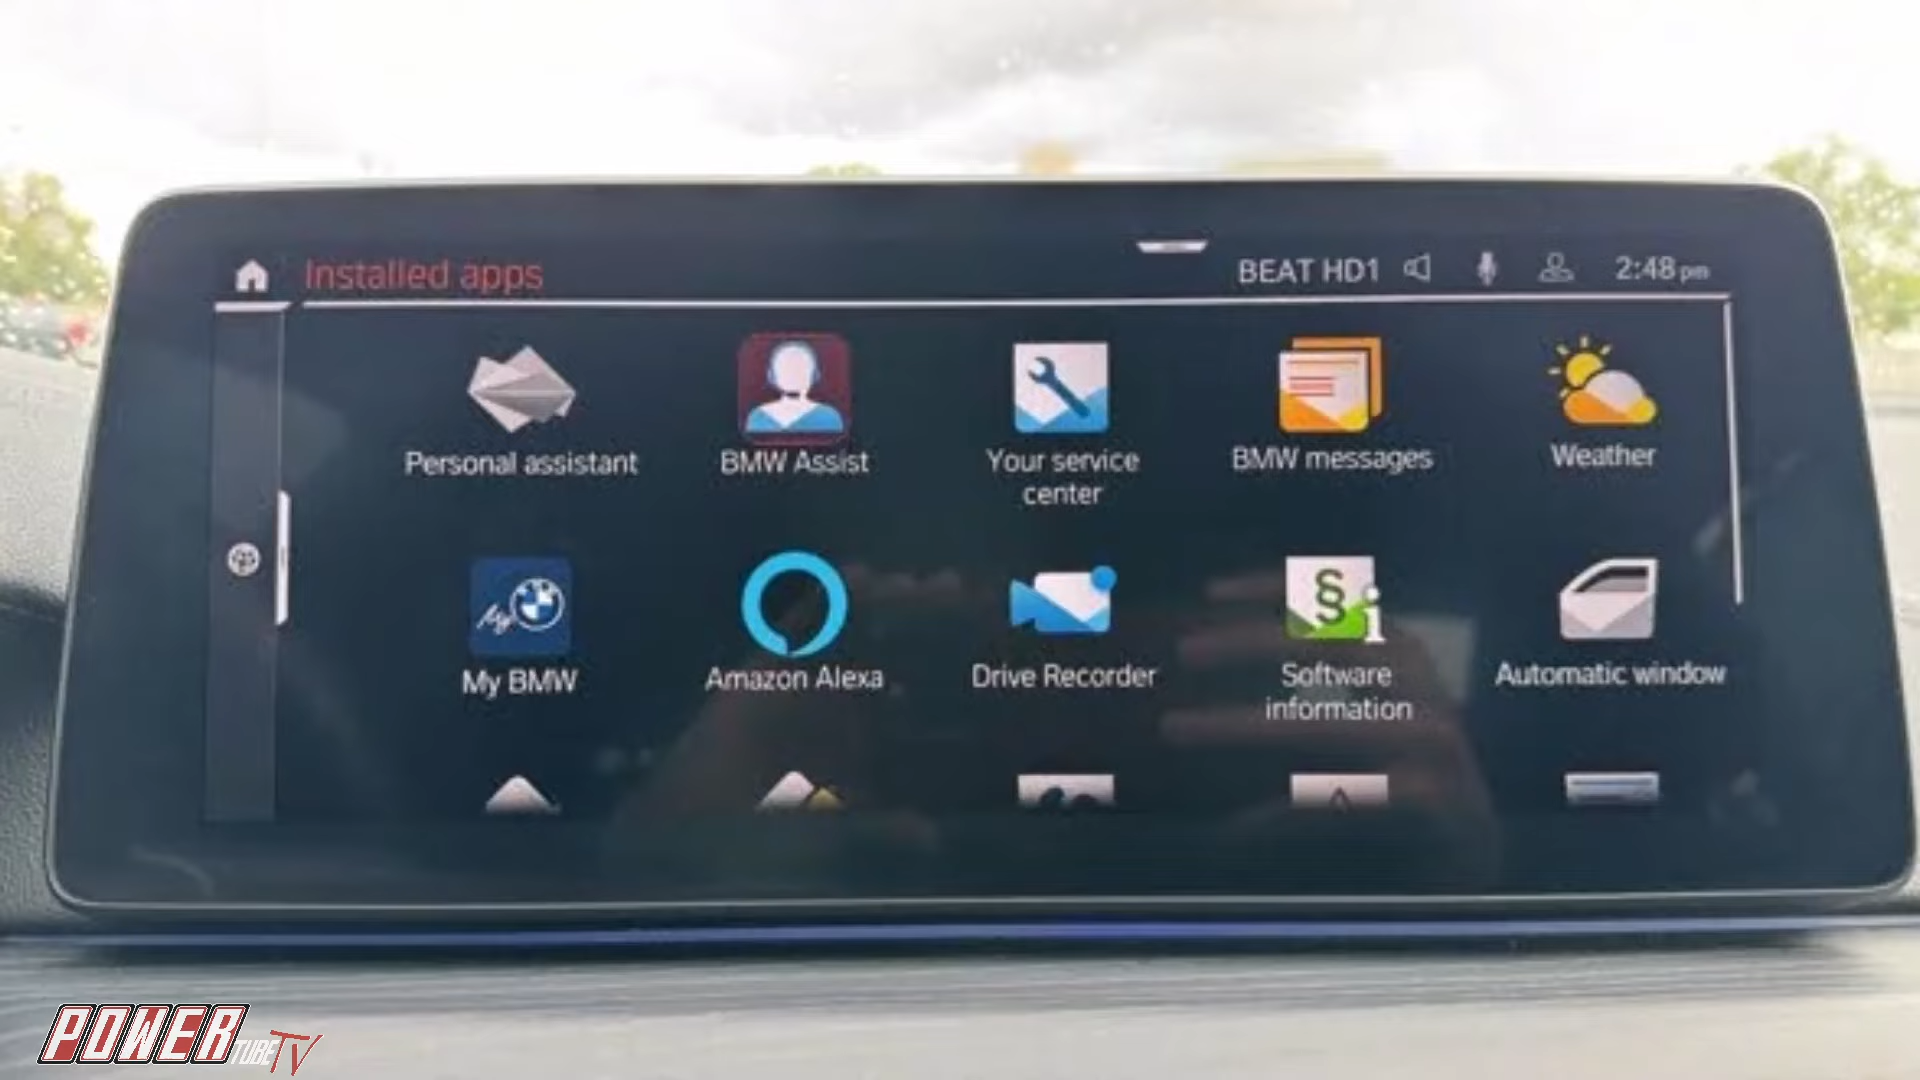 Installed apps
BEAT HD1
2:48 pm
Personal assistant
BMW Assist
Your service
center
BMW messages
Weather
My
My BMW
Amazon Alexa
Drive Recorder
§
i
Software
information
Automatic window
POWER TUBE TV